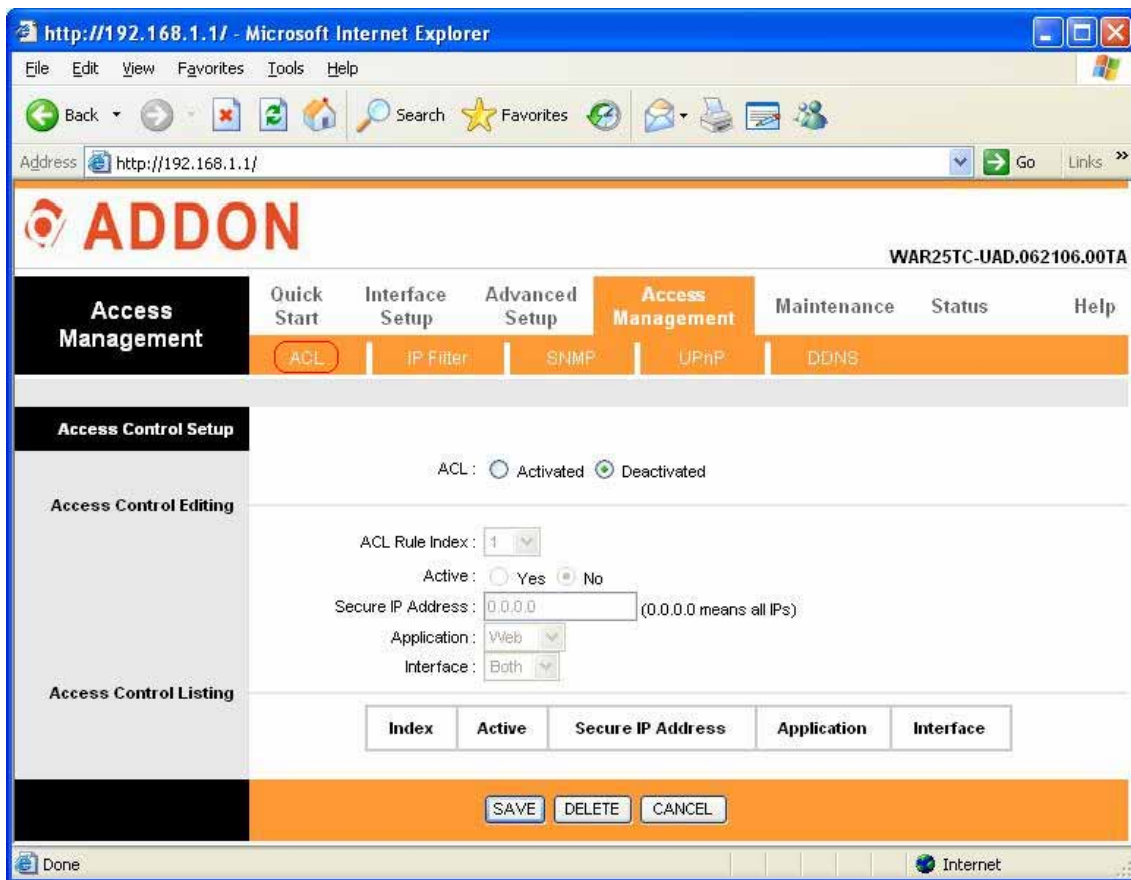 http://192.168.1.1/ - Microsoft Internet Explorer
File Edit View Favorites Tools Help
Back Search Favorites
Address http://192.168.1.1/ Go Links »
ADDON
WAR25TC-UAD.062106.00TA
Access Management
Quick Start
Interface Setup
Advanced Setup
Access Management
Maintenance
Status
Help
ACL IP Filter SNMP UPnP DDNS
Access Control Setup
ACL : Activated Deactivated
Access Control Editing
ACL Rule Index : 1
Active : Yes No
Secure IP Address : 0.0.0.0 (0.0.0.0 means all IPs)
Application : Web
Interface : Both
Access Control Listing
Index Active Secure IP Address Application Interface
SAVE DELETE CANCEL
Done Internet